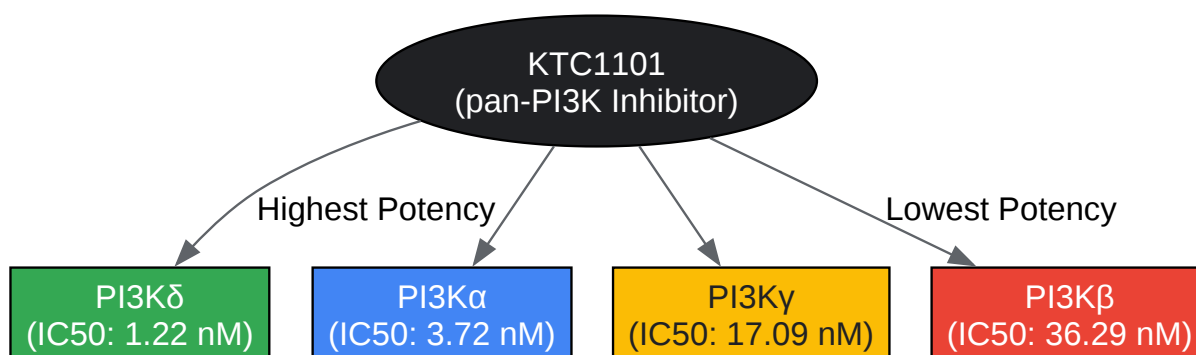 KTC1101
(pan-PI3K Inhibitor)
Highest Potency
Lowest Potency
PI3Kδ
(IC50: 1.22 nM)
PI3Kα
(IC50: 3.72 nM)
PI3Kγ
(IC50: 17.09 nM)
PI3Kβ
(IC50: 36.29 nM)